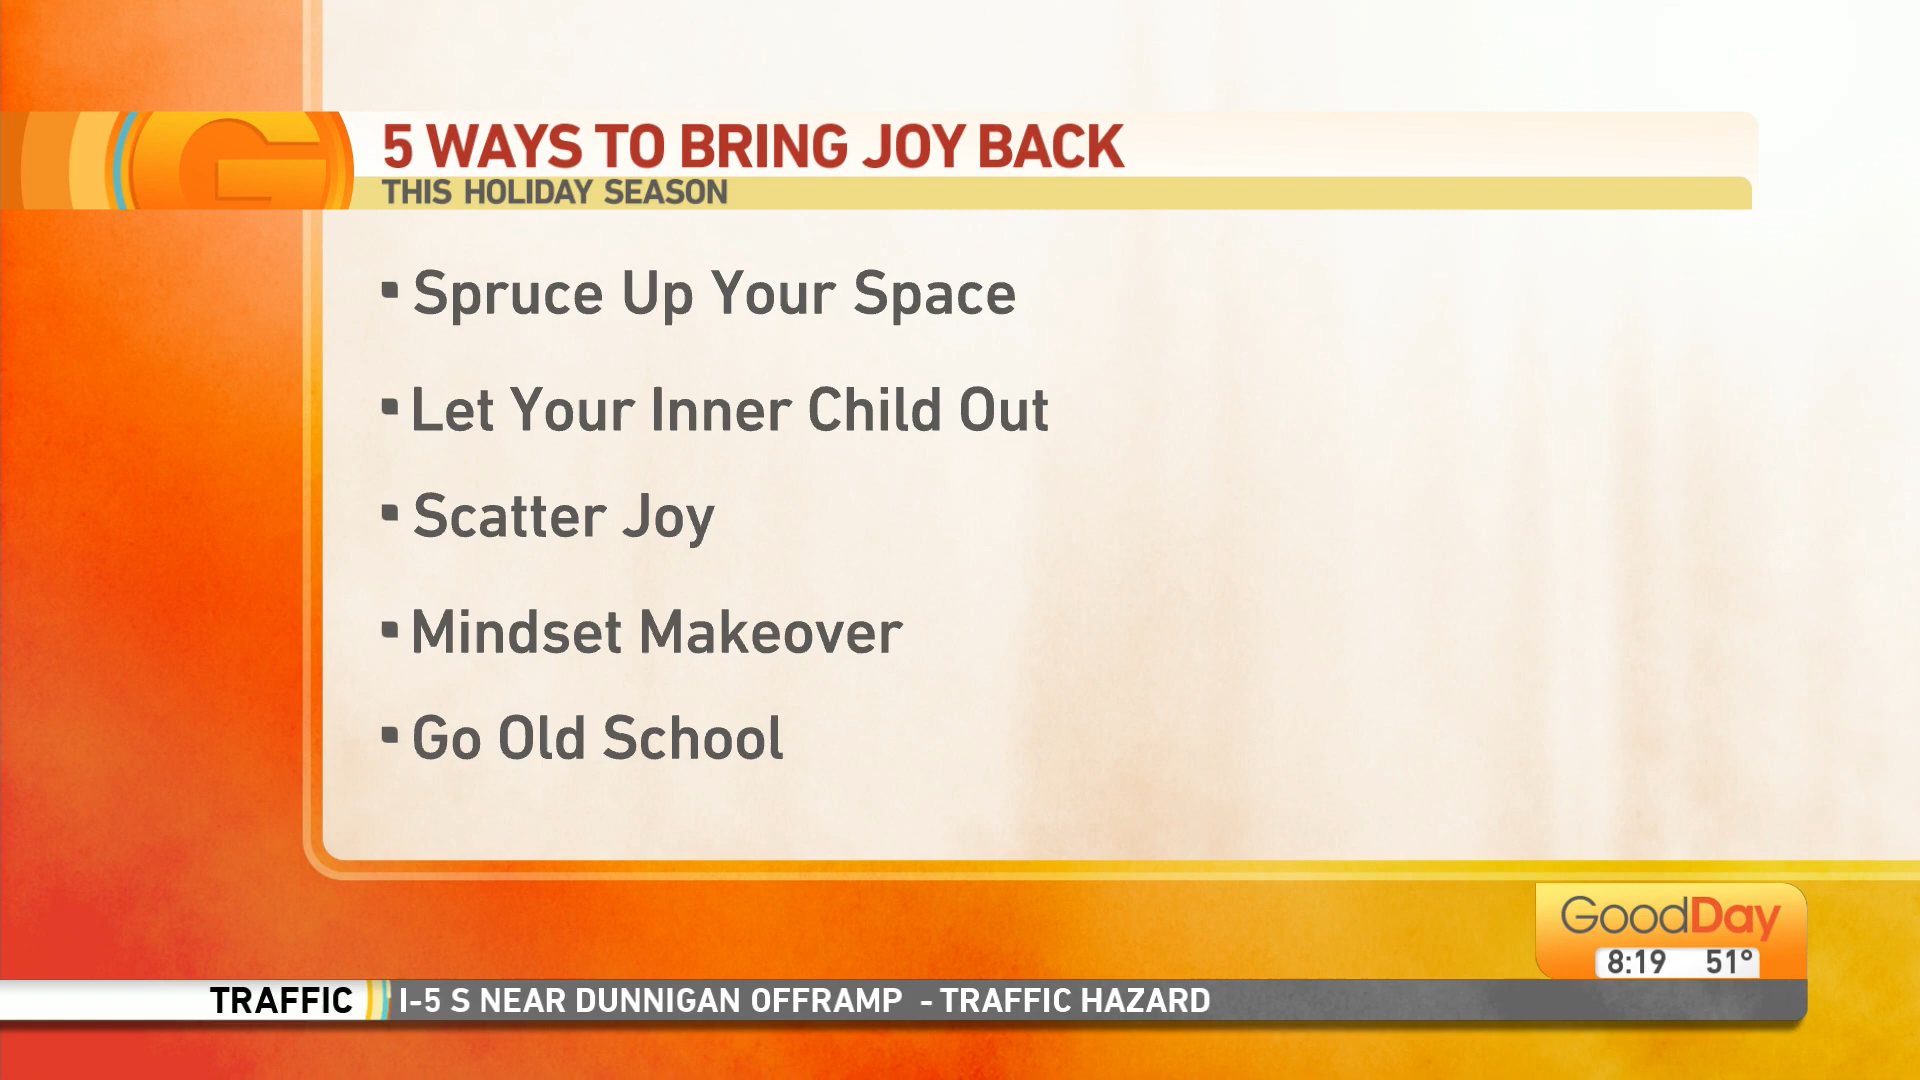 5 WAYS TO BRING JOY BACK
THIS HOLIDAY SEASON
▪ Spruce Up Your Space
▪ Let Your Inner Child Out
▪ Scatter Joy
▪ Mindset Makeover
▪ Go Old School
GoodDay
8:19 51°
TRAFFIC I-5 S NEAR DUNNIGAN OFFRAMP - TRAFFIC HAZARD